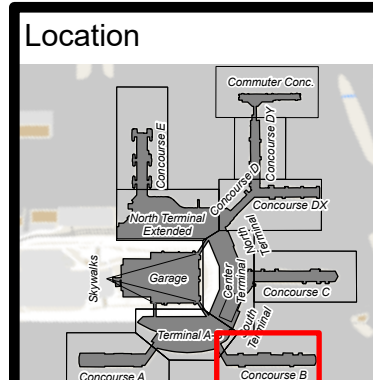 Location
Commuter Conc.
Concourse E
Concourse DY
Concourse D
Concourse DX
North Terminal
Extended
North
Terminal
Skywalks
Garage
Center
Terminal
Concourse C
South
Terminal
Terminal A
Concourse A
Concourse B